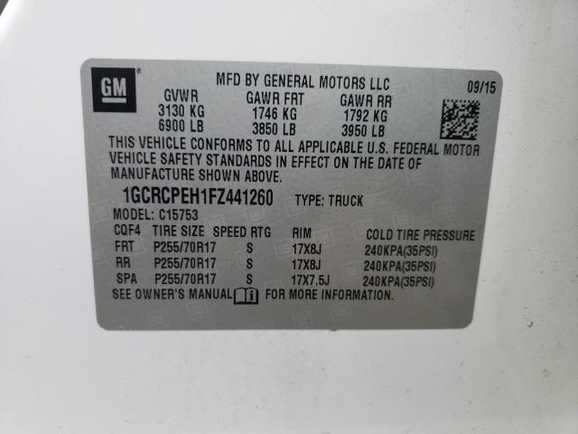 GM
MFD BY GENERAL MOTORS LLC 09/15
GVWR GAWR FRT GAWR RR
3130 KG 1746 KG 1792 KG
6900 LB 3850 LB 3950 LB
THIS VEHICLE CONFORMS TO ALL APPLICABLE U.S. FEDERAL MOTOR
VEHICLE SAFETY STANDARDS IN EFFECT ON THE DATE OF
MANUFACTURE SHOWN ABOVE.
1GCRCPEH1FZ441260 TYPE: TRUCK
MODEL: C15753
CQF4 TIRE SIZE SPEED RTG RIM COLD TIRE PRESSURE
FRT P255/70R17 S 17X8J 240KPA(35PSI)
RR P255/70R17 S 17X8J 240KPA(35PSI)
SPA P255/70R17 S 17X7.5J 240KPA(35PSI)
SEE OWNER'S MANUAL FOR MORE INFORMATION.